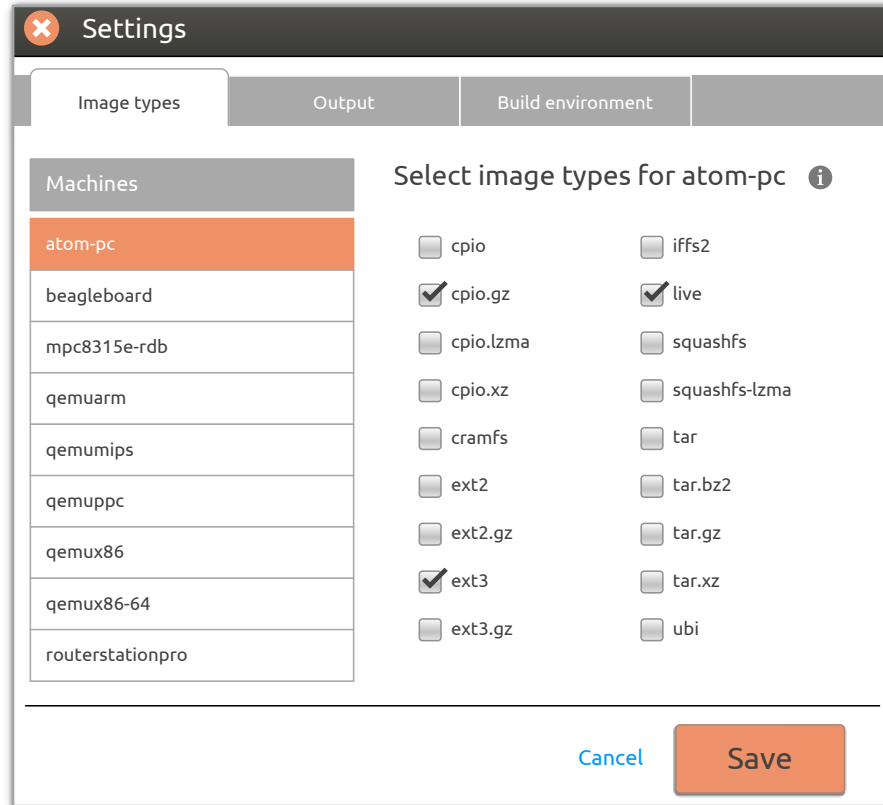 Settings
Image types
Output
Build environment
Machines
atom-pc
beagleboard
mpc8315e-rdb
qemuarm
qemumips
qemuppc
qemux86
qemux86-64
routerstationpro
Select image types for atom-pc
cpio
cpio.gz
cpio.lzma
cpio.xz
cramfs
ext2
ext2.gz
ext3
ext3.gz
iffs2
live
squashfs
squashfs-lzma
tar
tar.bz2
tar.gz
tar.xz
ubi
Cancel
Save